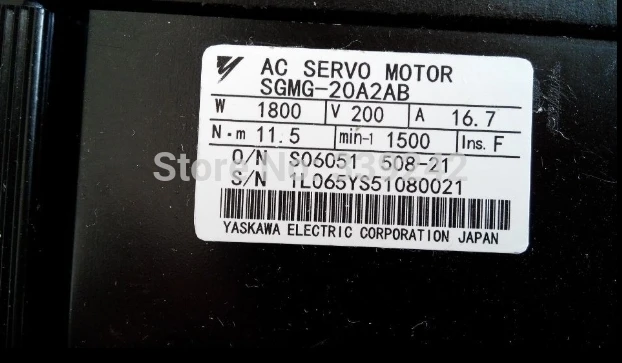 AC SERVO MOTOR
SGMG-20A2AB
W 1800 V 200 A 16.7
N·m 11.5 min-1 1500 Ins. F
O/N S06051 508-21
S/N 1L065YS51080021
YASKAWA ELECTRIC CORPORATION JAPAN